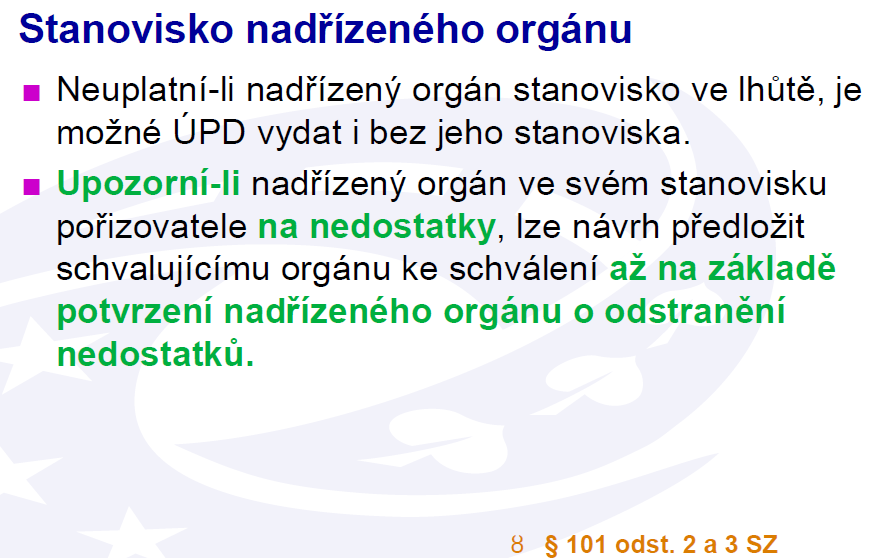 Stanovisko nadřízeného orgánu
■ Neuplatní-li nadřízený orgán stanovisko ve lhůtě, je
možné ÚPD vydat i bez jeho stanoviska.
■ Upozorní-li nadřízený orgán ve svém stanovisku
pořizovatele na nedostatky, lze návrh předložit
schvalujícímu orgánu ke schválení až na základě
potvrzení nadřízeného orgánu o odstranění
nedostatků.
8 § 101 odst. 2 a 3 SZ